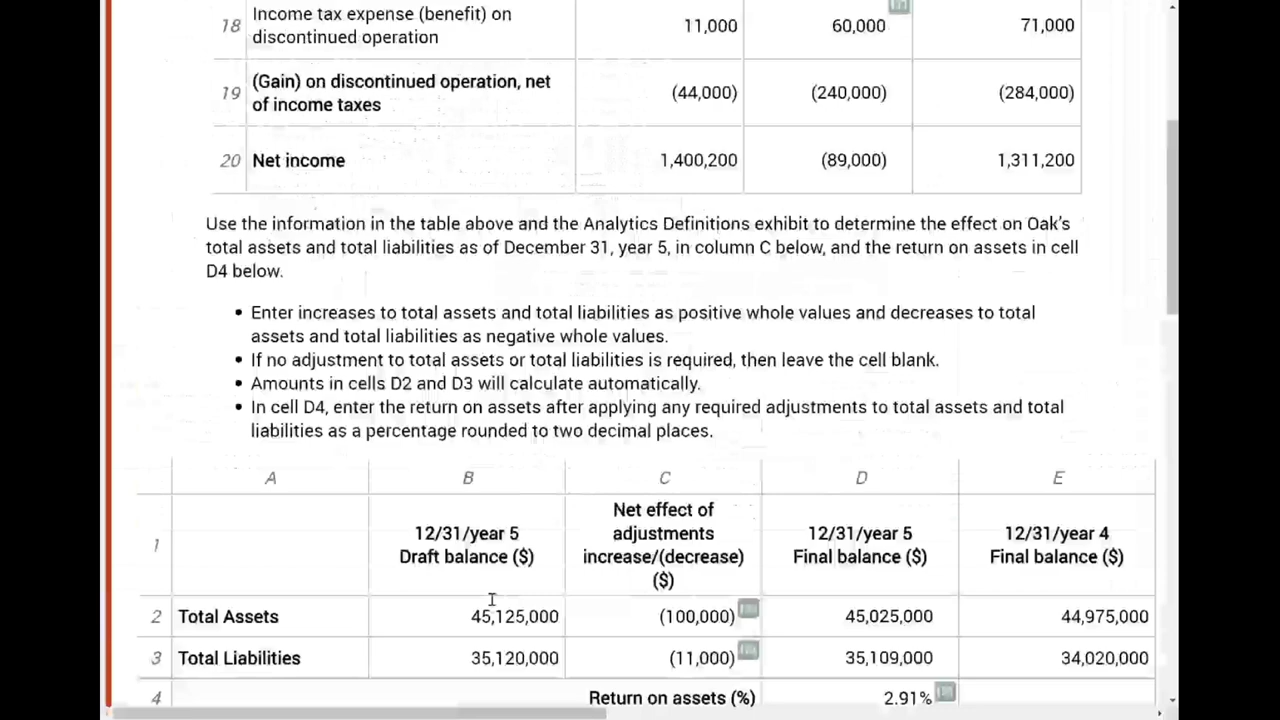 18 Income tax expense (benefit) on discontinued operation 11,000 60,000 71,000
19 (Gain) on discontinued operation, net of income taxes (44,000) (240,000) (284,000)
20 Net income 1,400,200 (89,000) 1,311,200
Use the information in the table above and the Analytics Definitions exhibit to determine the effect on Oak's
total assets and total liabilities as of December 31, year 5, in column C below, and the return on assets in cell
D4 below.
• Enter increases to total assets and total liabilities as positive whole values and decreases to total
assets and total liabilities as negative whole values.
• If no adjustment to total assets or total liabilities is required, then leave the cell blank.
• Amounts in cells D2 and D3 will calculate automatically.
• In cell D4, enter the return on assets after applying any required adjustments to total assets and total
liabilities as a percentage rounded to two decimal places.
A B C D E
1 12/31/year 5 Draft balance ($) Net effect of adjustments increase/(decrease) ($) 12/31/year 5 Final balance ($) 12/31/year 4 Final balance ($)
2 Total Assets 45,125,000 (100,000) 45,025,000 44,975,000
3 Total Liabilities 35,120,000 (11,000) 35,109,000 34,020,000
4 Return on assets (%) 2.91%